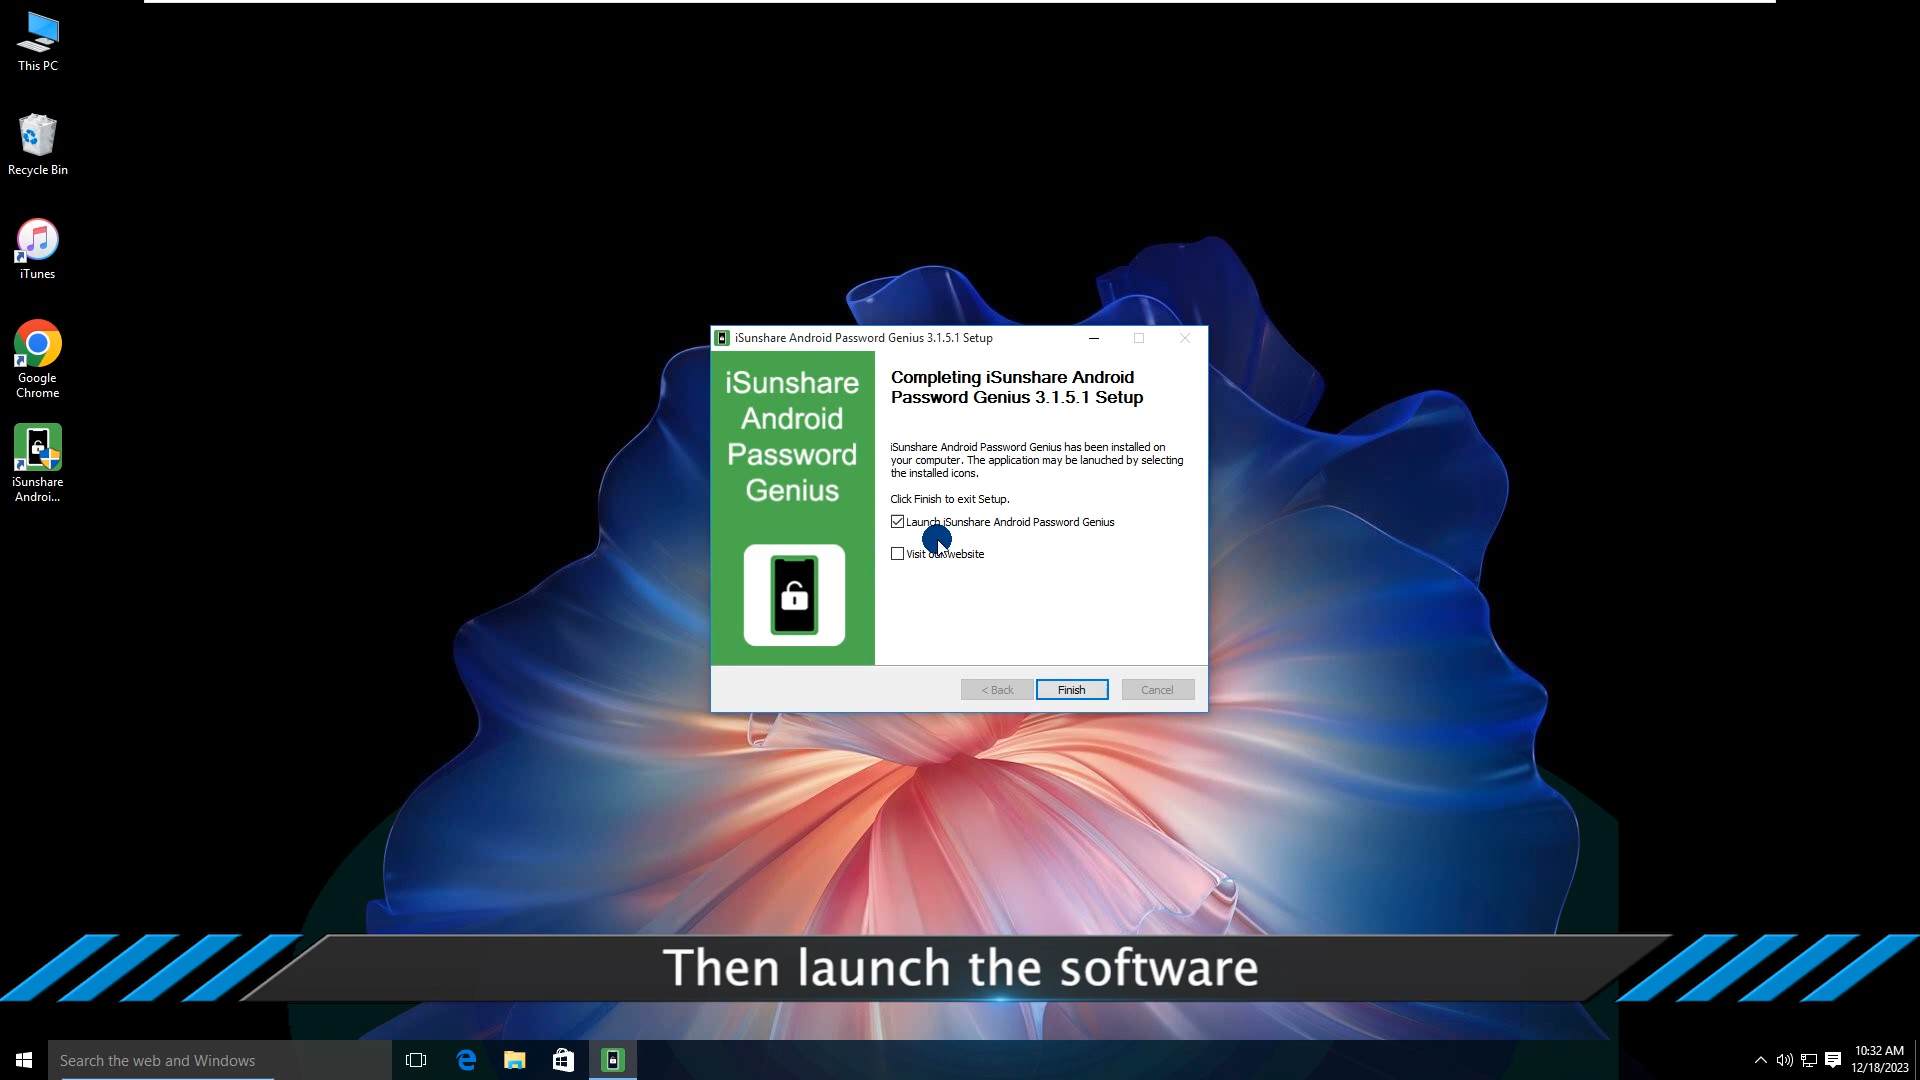 This PC
Recycle Bin
iTunes
Google
Chrome
iSunshare
Androi...
iSunshare Android Password Genius 3.1.5.1 Setup
iSunshare
Android
Password
Genius
Completing iSunshare Android
Password Genius 3.1.5.1 Setup
iSunshare Android Password Genius has been installed on
your computer. The application may be lanuched by selecting
the installed icons.
Click Finish to exit Setup.
Launch iSunshare Android Password Genius
Visit our website
< Back
Finish
Cancel
Then launch the software
Search the web and Windows
10:32 AM
12/18/2023